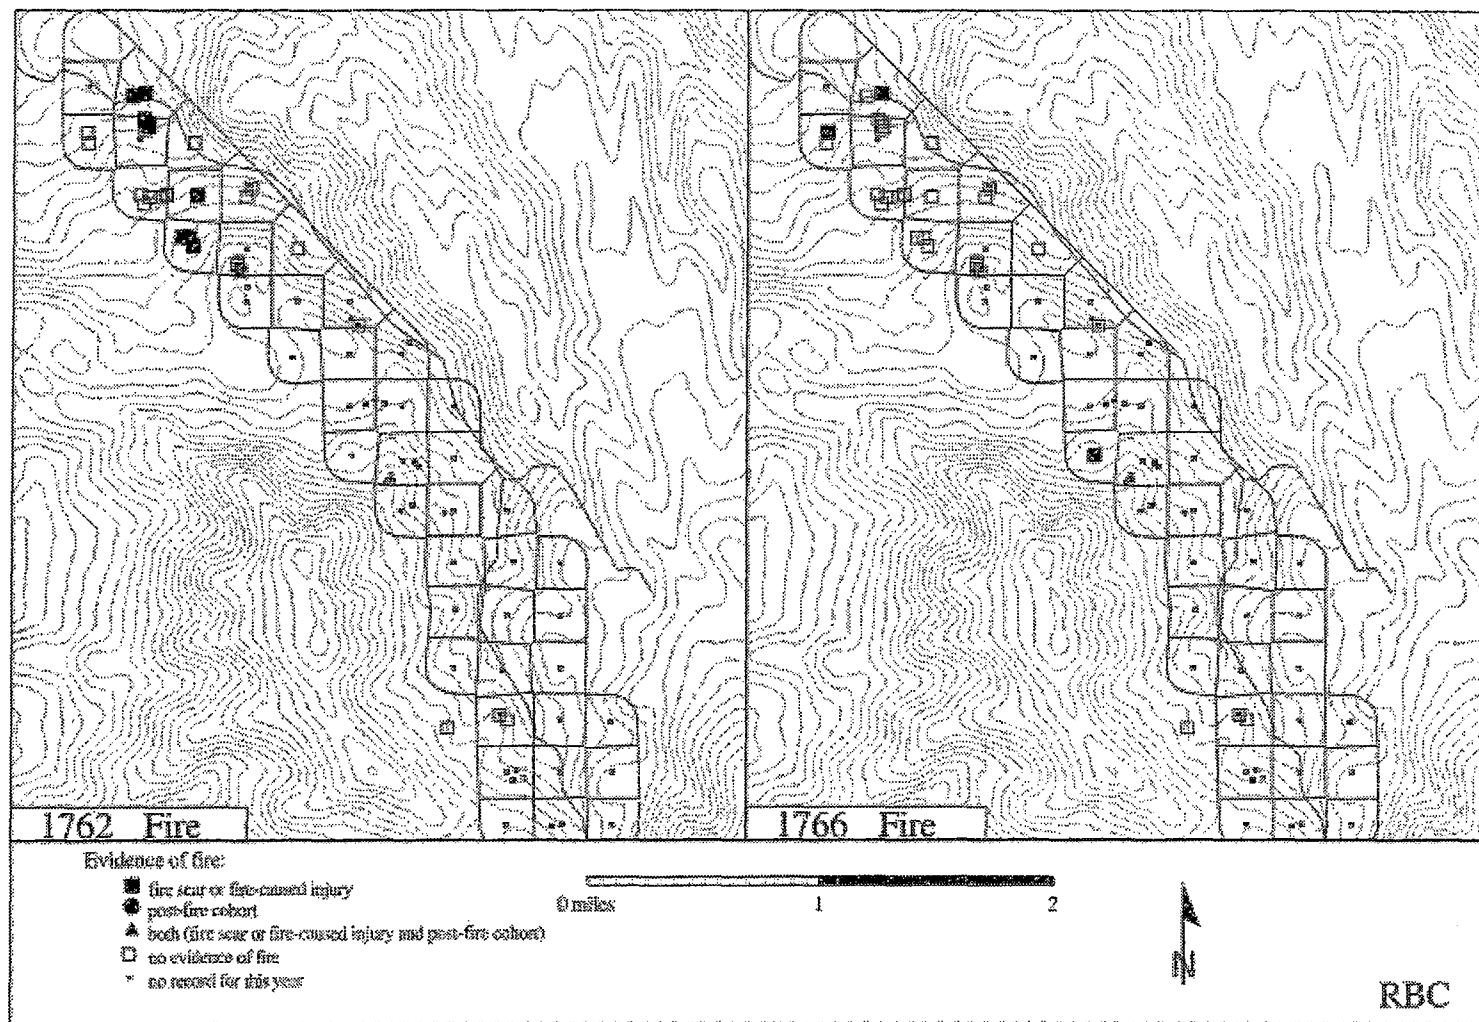 1762 Fire
1766 Fire
Evidence of fire:
fire scar or fire-caused injury
post-fire cohort
both (fire scar or fire-caused injury and post-fire cohort)
no evidence of fire
no record for this year
0 miles 1 2
N
RBC